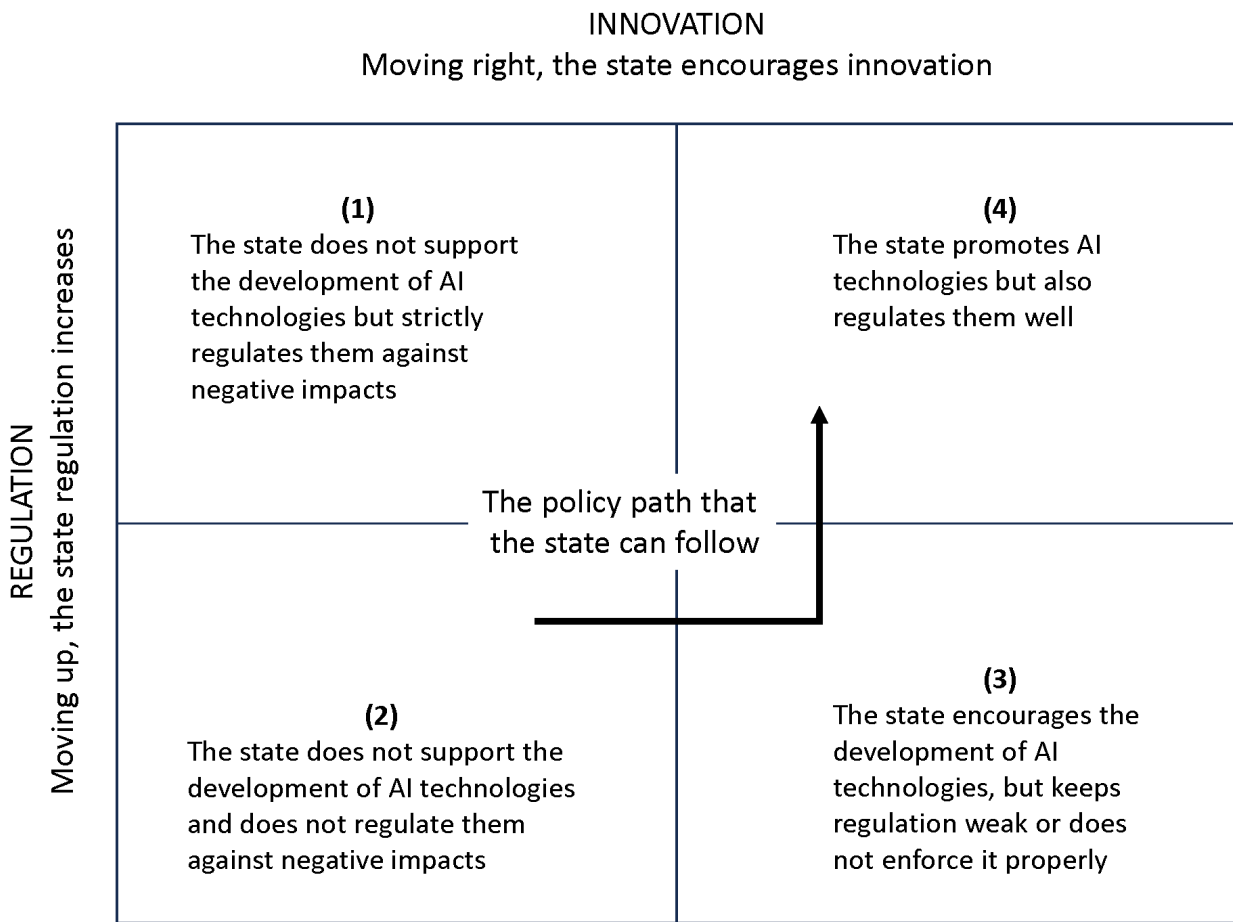 INNOVATION
Moving right, the state encourages innovation
REGULATION
Moving up, the state regulation increases
(1)
The state does not support
the development of AI
technologies but strictly
regulates them against
negative impacts
(4)
The state promotes AI
technologies but also
regulates them well
The policy path that
the state can follow
(2)
The state does not support the
development of AI technologies
and does not regulate them
against negative impacts
(3)
The state encourages the
development of AI
technologies, but keeps
regulation weak or does
not enforce it properly